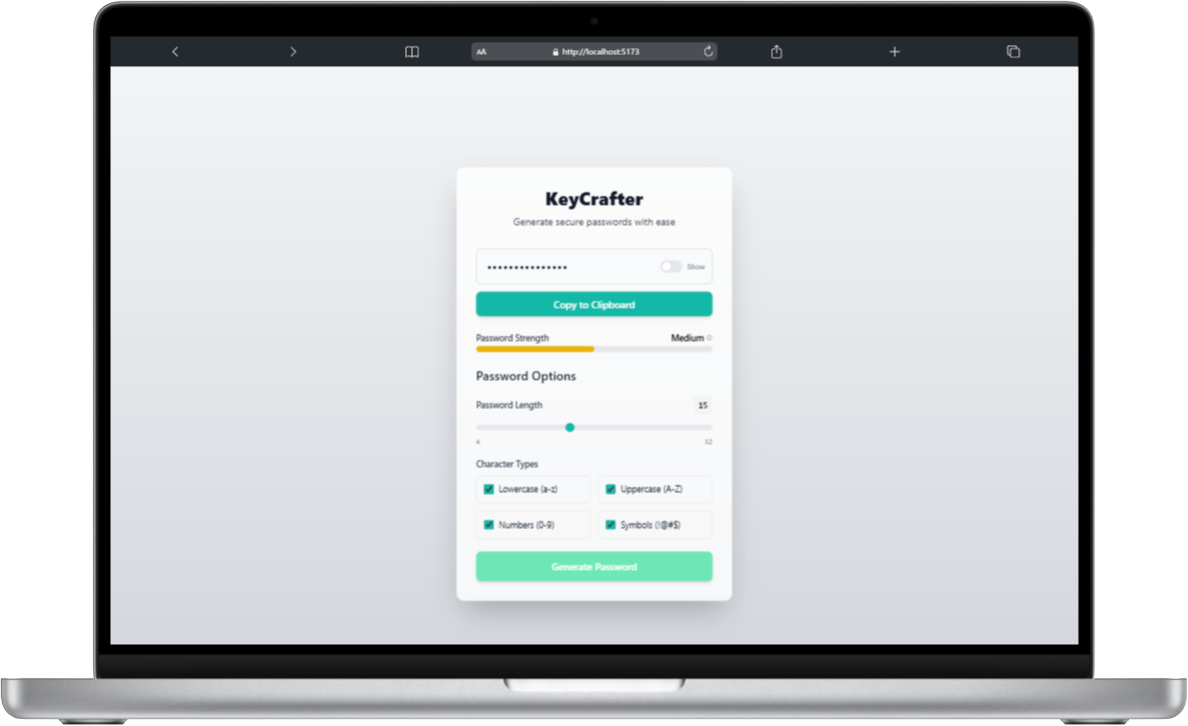 AA http://localhost:5173
KeyCrafter
Generate secure passwords with ease
••••••••••••••• Show
Copy to Clipboard
Password Strength Medium
Password Options
Password Length 15
4 32
Character Types
Lowercase (a-z) Uppercase (A-Z)
Numbers (0-9) Symbols (!@#$)
Generate Password